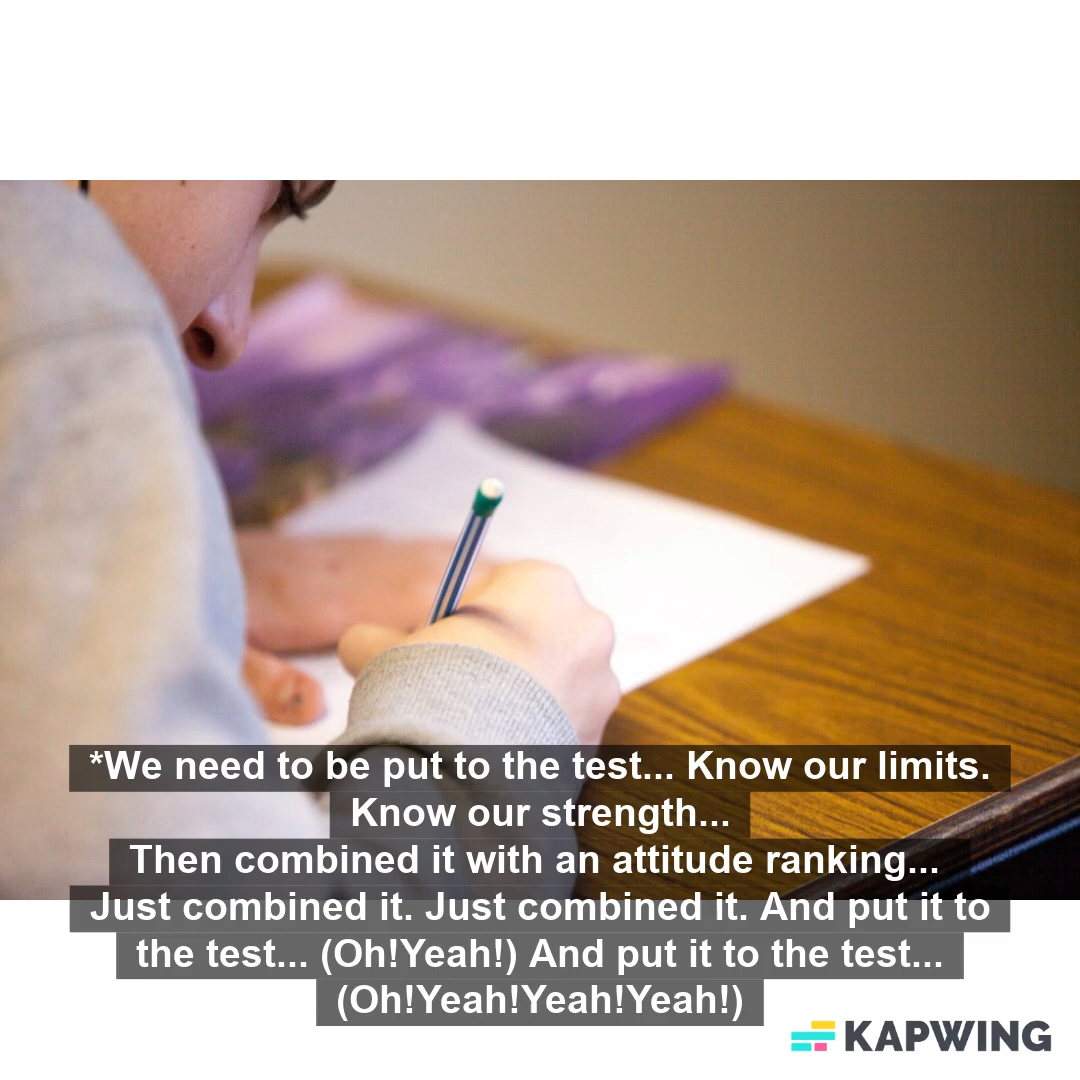 *We need to be put to the test... Know our limits.
Know our strength...
Then combined it with an attitude ranking...
Just combined it. Just combined it. And put it to
the test... (Oh!Yeah!) And put it to the test...
(Oh!Yeah!Yeah!Yeah!)
KAPWING